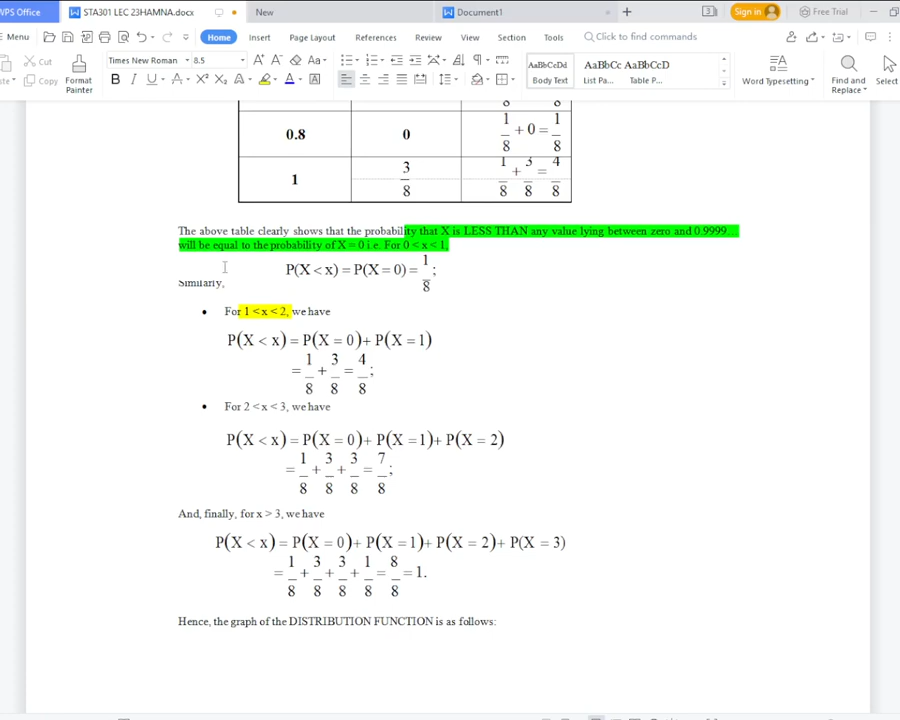 WPS Office STA301 LEC 23HAMNA.docx New Document1 + 3 Sign in Free Trial
Menu Home Insert Page Layout References Review View Section Tools Click to find commands
Cut Copy Format Painter Times New Roman 8.5 AaBbCcDd Body Text AaBbCc List Pa... AaBbCcD Table P... Word Typesetting Find and Replace Select
8 8
0.8 0 1/8 + 0 = 1/8
1 3/8 1/8 + 3/8 = 4/8
The above table clearly shows that the probability that X is LESS THAN any value lying between zero and 0.9999...
will be equal to the probability of X = 0 i.e. For 0 < x < 1,
P(X < x) = P(X = 0) = 1/8;
Similarly,
• For 1 < x < 2, we have
P(X < x) = P(X = 0) + P(X = 1)
= 1/8 + 3/8 = 4/8;
• For 2 < x < 3, we have
P(X < x) = P(X = 0) + P(X = 1) + P(X = 2)
= 1/8 + 3/8 + 3/8 = 7/8;
And, finally, for x > 3, we have
P(X < x) = P(X = 0) + P(X = 1) + P(X = 2) + P(X = 3)
= 1/8 + 3/8 + 3/8 + 1/8 = 8/8 = 1.
Hence, the graph of the DISTRIBUTION FUNCTION is as follows: